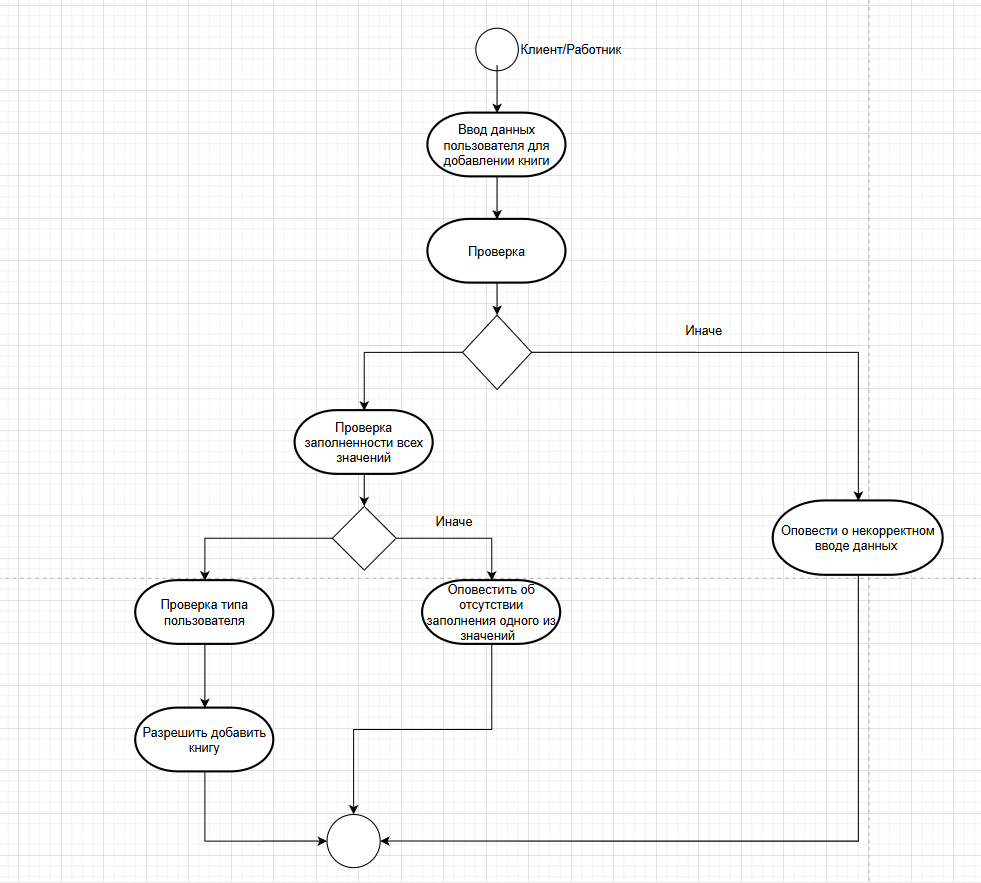 Клиент/Работник
Ввод данных
пользователя для
добавлении книги
Проверка
Иначе
Проверка
заполненности всех
значений
Иначе
Оповести о некорректном
вводе данных
Проверка типа
пользователя
Оповестить об
отсутствии
заполнения одного из
значений
Разрешить добавить
книгу